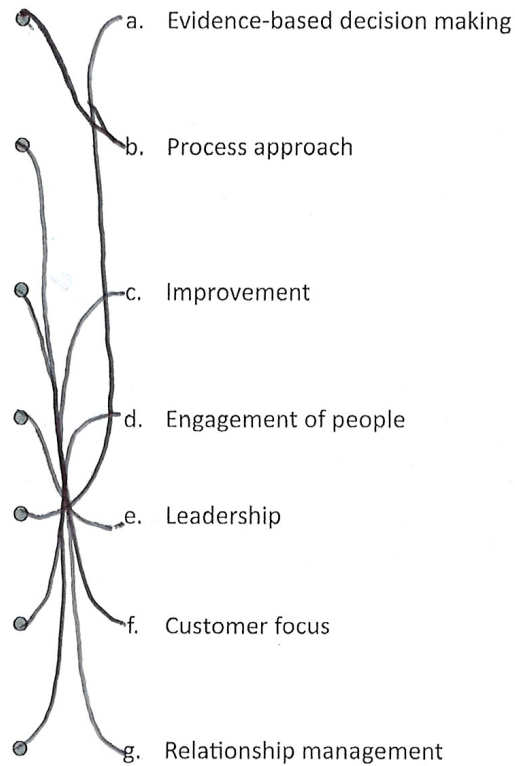 a. Evidence-based decision making
b. Process approach
c. Improvement
d. Engagement of people
e. Leadership
f. Customer focus
g. Relationship management